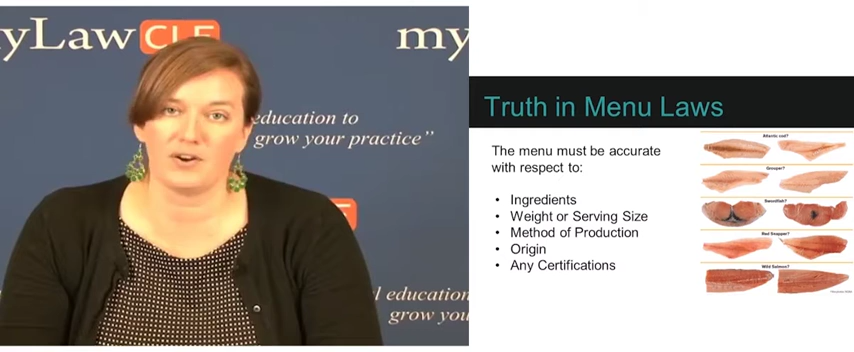 yLaw CLE
my
education to
grow your practice”
l education
grow you
Truth in Menu Laws
The menu must be accurate
with respect to:
• Ingredients
• Weight or Serving Size
• Method of Production
• Origin
• Any Certifications
Atlantic cod?
Grouper?
Swordfish?
Red Snapper?
Wild Salmon?